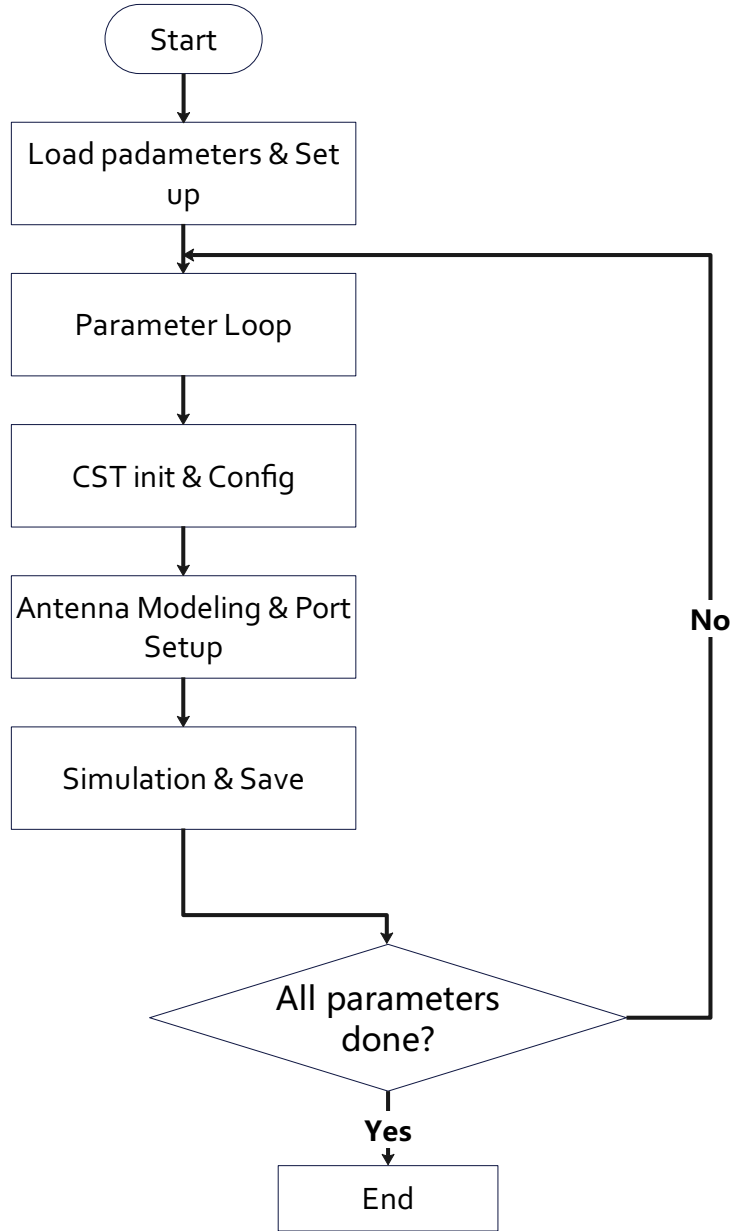 Start
Load padameters & Set
up
Parameter Loop
CST init & Config
Antenna Modeling & Port
Setup
Simulation & Save
No
All parameters
done?
Yes
End